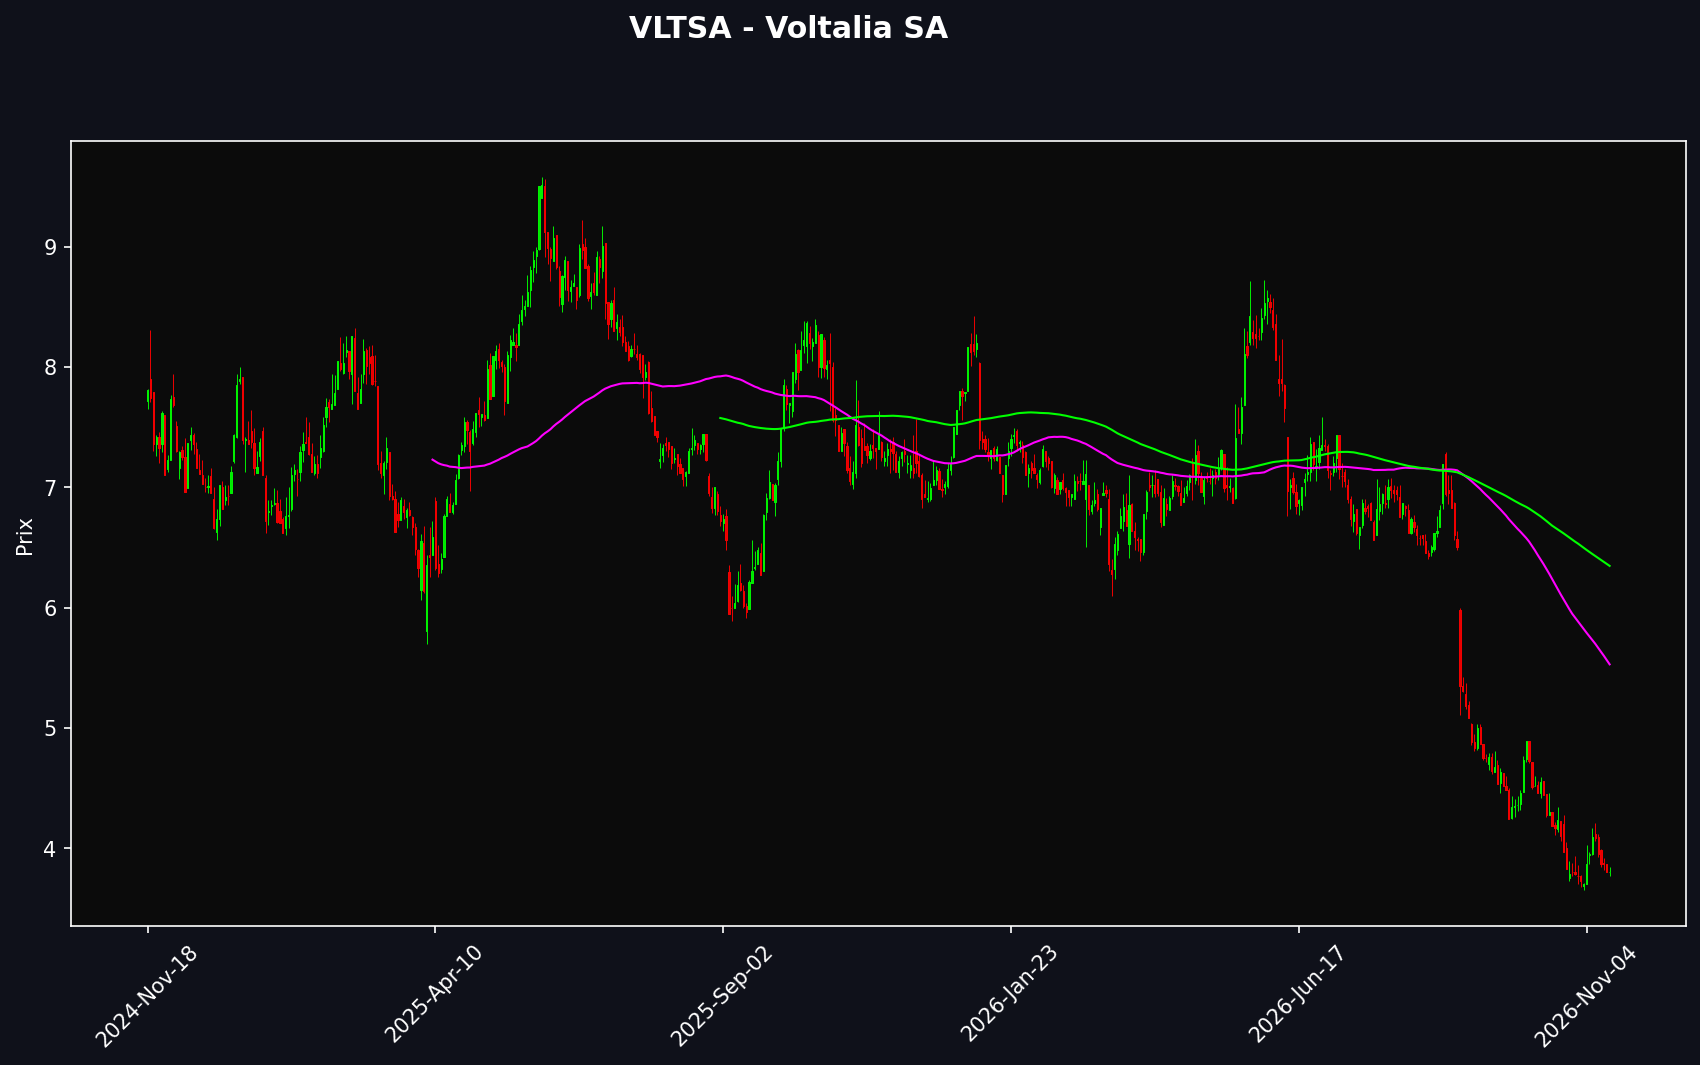 VLTSA - Voltalia SA
Prix
9
8
7
6
5
4
2024-Nov-18
2025-Apr-10
2025-Sep-02
2026-Jan-23
2026-Jun-17
2026-Nov-04